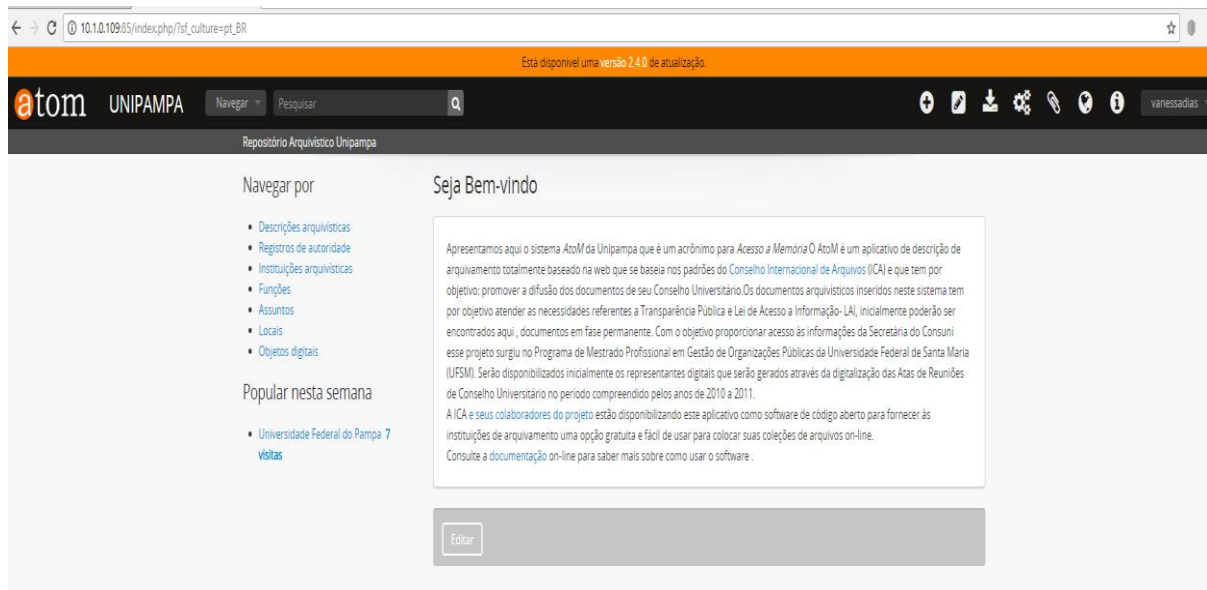 10.1.0.109:85/index.php/?sf_culture=pt_BR
Está disponível uma versão 2.4.0 de atualização.
atom UNIPAMPA Navegar Pesquisar vanessadias
Repositório Arquivístico Unipampa
Navegar por
Descrições arquivísticas
Registros de autoridade
Instituições arquivísticas
Funções
Assuntos
Locais
Objetos digitais
Popular nesta semana
Universidade Federal do Pampa 7
visitas
Seja Bem-vindo
Apresentamos aqui o sistema AtoM da Unipampa que é um acrônimo para Acesso a Memória O AtoM é um aplicativo de descrição de
arquivamento totalmente baseado na web que se baseia nos padrões do Conselho Internacional de Arquivos (ICA) e que tem por
objetivo: promover a difusão dos documentos de seu Conselho Universitário.Os documentos arquivísticos inseridos neste sistema tem
por objetivo atender as necessidades referentes a Transparência Pública e Lei de Acesso a Informação- LAI, inicialmente poderão ser
encontrados aqui , documentos em fase permanente. Com o objetivo proporcionar acesso às informações da Secretária do Consuni
esse projeto surgiu no Programa de Mestrado Profissional em Gestão de Organizações Públicas da Universidade Federal de Santa Maria
(UFSM). Serão disponibilizados inicialmente os representantes digitais que serão gerados através da digitalização das Atas de Reuniões
de Conselho Universitário no período compreendido pelos anos de 2010 a 2011.
A ICA e seus colaboradores do projeto estão disponibilizando este aplicativo como software de código aberto para fornecer às
instituições de arquivamento uma opção gratuita e fácil de usar para colocar suas coleções de arquivos on-line.
Consulte a documentação on-line para saber mais sobre como usar o software .
Editar